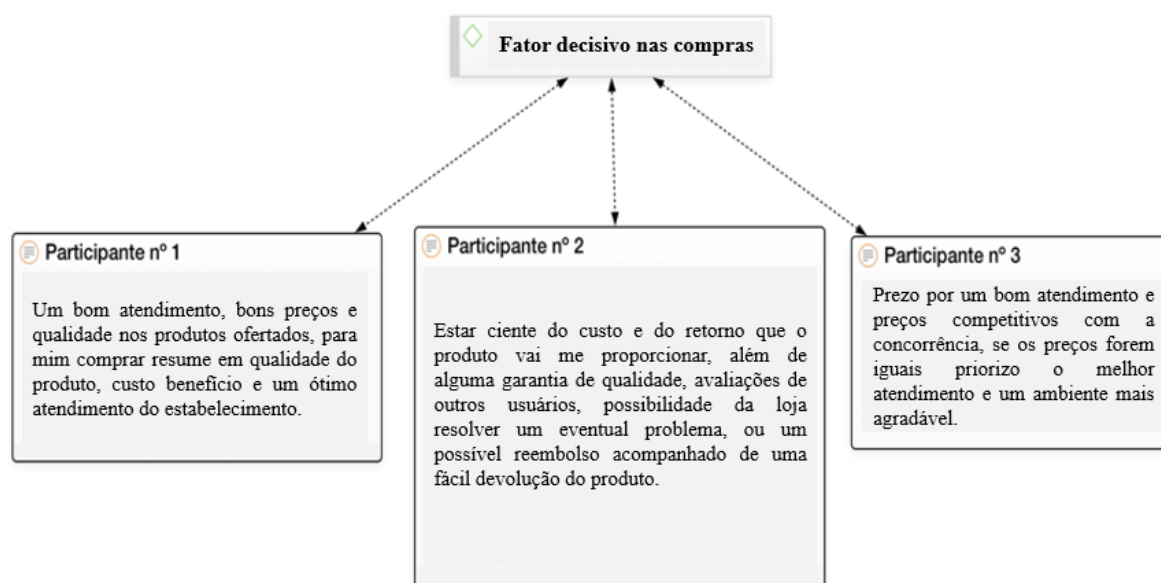 Fator decisivo nas compras
Participante nº 1
Um bom atendimento, bons preços e
qualidade nos produtos ofertados, para
mim comprar resume em qualidade do
produto, custo benefício e um ótimo
atendimento do estabelecimento.
Participante nº 2
Estar ciente do custo e do retorno que o
produto vai me proporcionar, além de
alguma garantia de qualidade, avaliações de
outros usuários, possibilidade da loja
resolver um eventual problema, ou um
possível reembolso acompanhado de uma
fácil devolução do produto.
Participante nº 3
Prezo por um bom atendimento e
preços competitivos com a
concorrência, se os preços forem
iguais priorizo o melhor
atendimento e um ambiente mais
agradável.